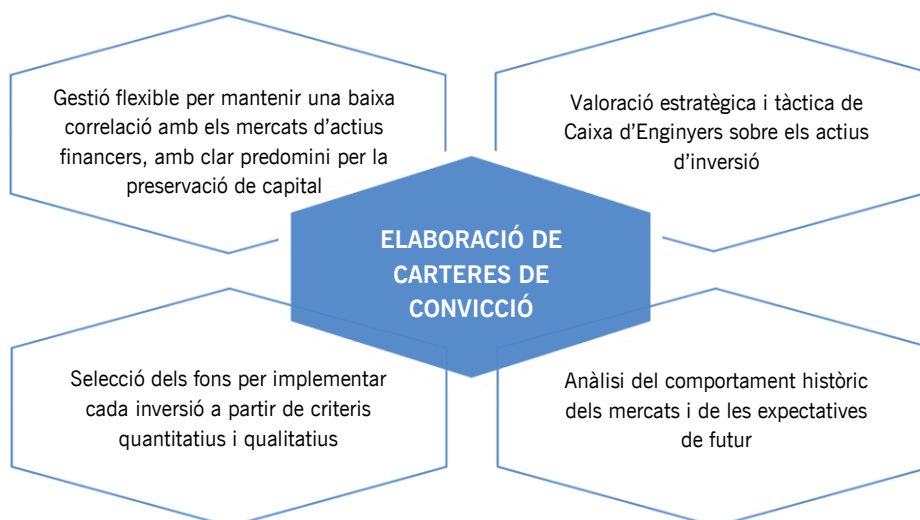 Gestió flexible per mantenir una baixa
correlació amb els mercats d'actius
financers, amb clar predomini per la
preservació de capital
Valoració estratègica i tàctica de
Caixa d'Enginyers sobre els actius
d'inversió
ELABORACIÓ DE
CARTERES DE
CONVICCIÓ
Selecció dels fons per implementar
cada inversió a partir de criteris
quantitatius i qualitatius
Anàlisi del comportament històric
dels mercats i de les expectatives
de futur